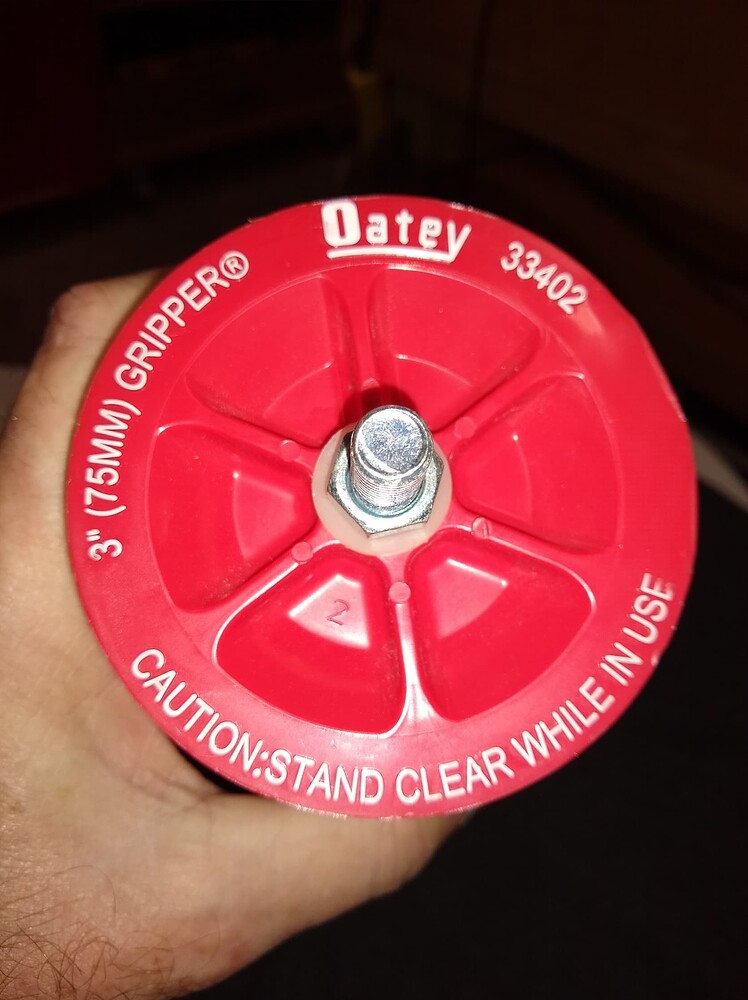 Oatey
33402
3" (75MM) GRIPPER®
CAUTION:STAND CLEAR WHILE IN USE
2